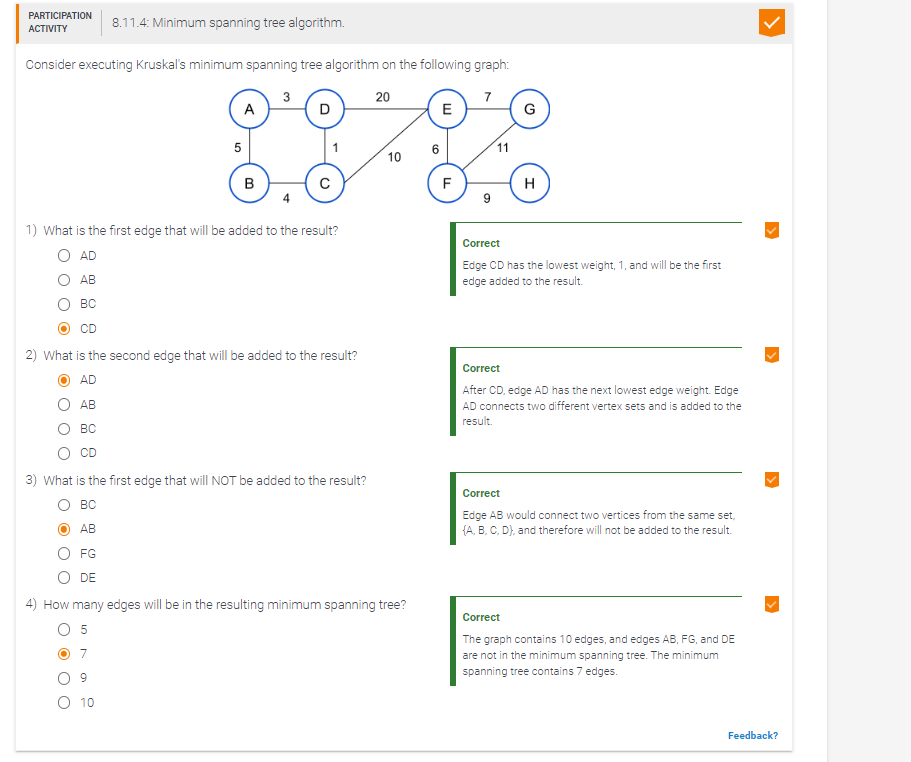 PARTICIPATION
ACTIVITY
8.11.4: Minimum spanning tree algorithm.
Consider executing Kruskal's minimum spanning tree algorithm on the following graph:
3 20 7
A D E G
5 1 10 6 11
B C F H
4 9
1) What is the first edge that will be added to the result?
AD
AB
BC
CD
Correct
Edge CD has the lowest weight, 1, and will be the first
edge added to the result.
2) What is the second edge that will be added to the result?
AD
AB
BC
CD
Correct
After CD, edge AD has the next lowest edge weight. Edge
AD connects two different vertex sets and is added to the
result.
3) What is the first edge that will NOT be added to the result?
BC
AB
FG
DE
Correct
Edge AB would connect two vertices from the same set,
{A, B, C, D}, and therefore will not be added to the result.
4) How many edges will be in the resulting minimum spanning tree?
5
7
9
10
Correct
The graph contains 10 edges, and edges AB, FG, and DE
are not in the minimum spanning tree. The minimum
spanning tree contains 7 edges.
Feedback?